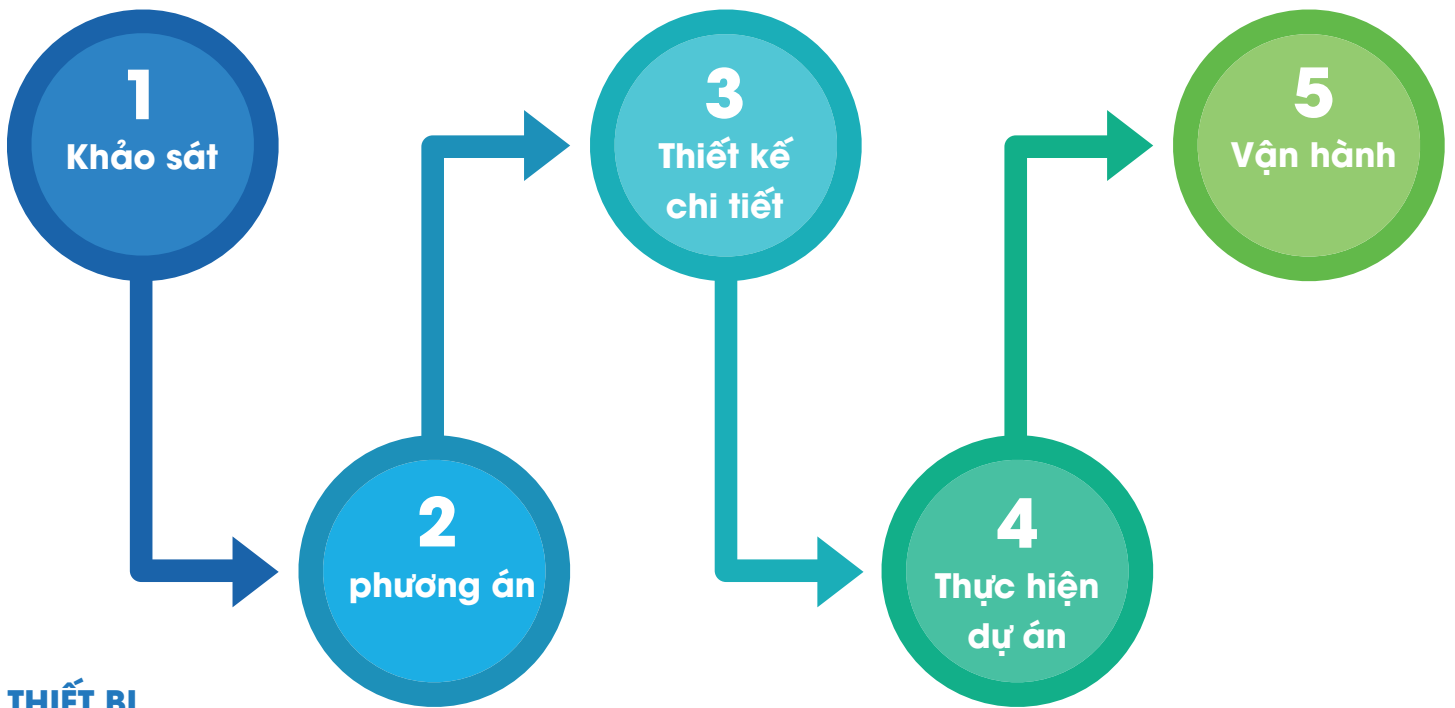 1
Khảo sát
2
phương án
3
Thiết kế
chi tiết
4
Thực hiện
dự án
5
Vận hành
THIẾT BỊ